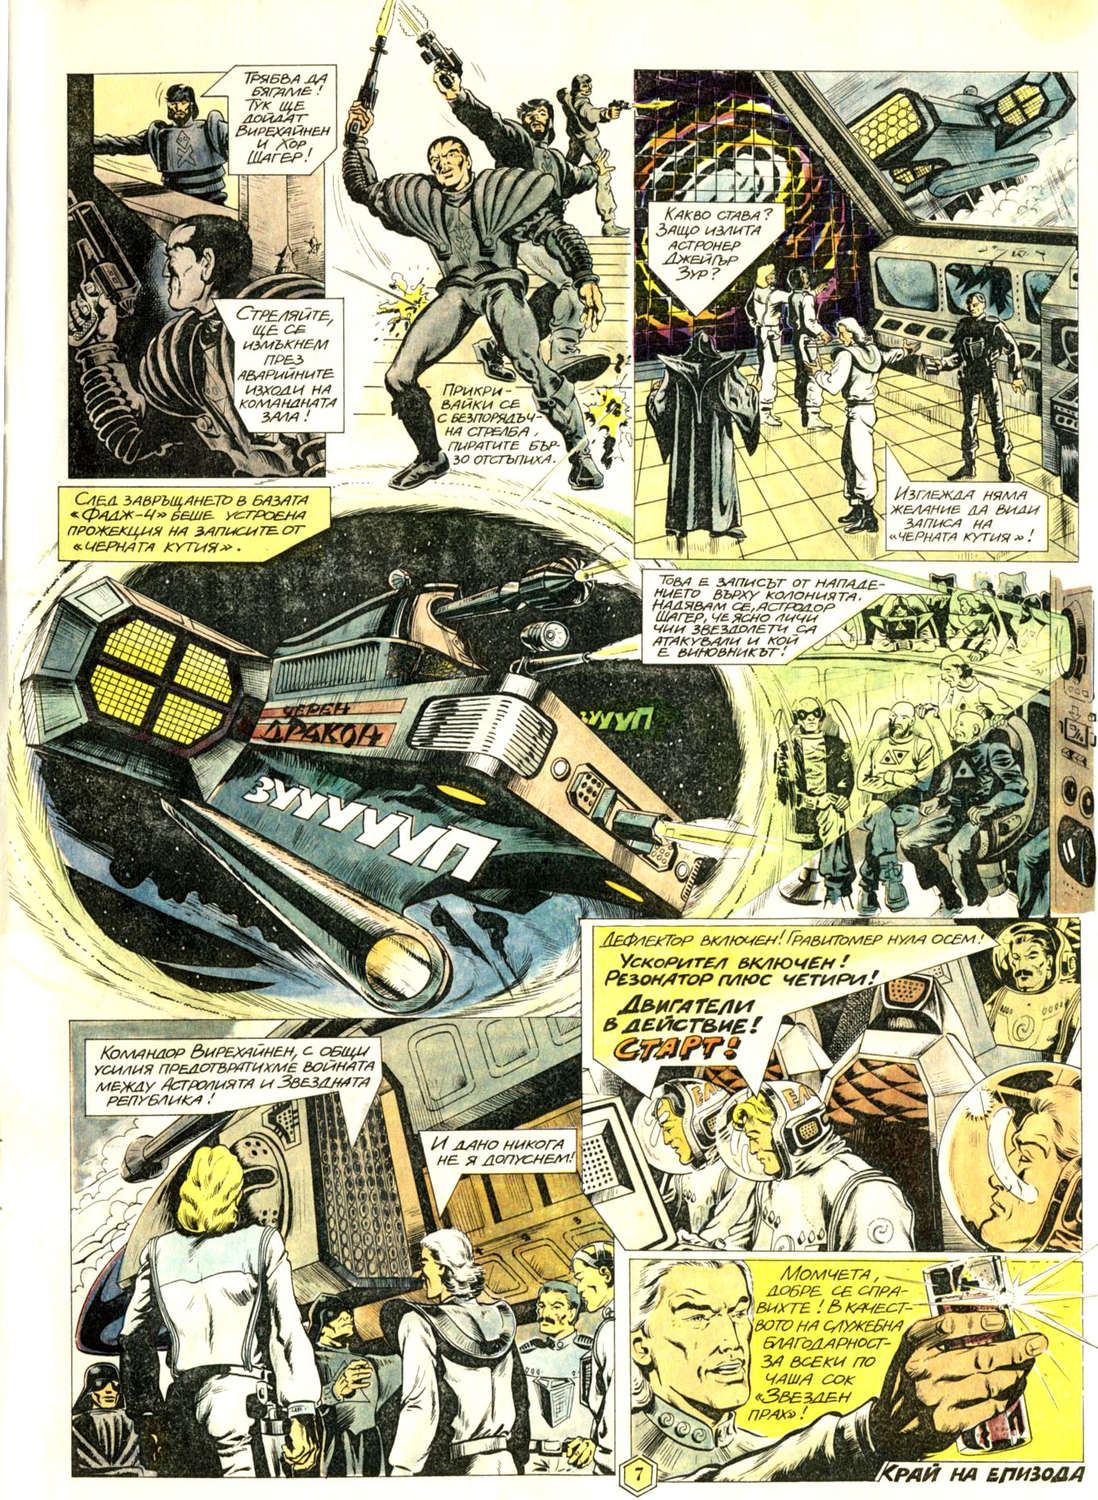 ТРЯБВА ДА
БЯГАМЕ!
ТУК ЩЕ
ДОЙДАТ
ВИРЕХАЙНЕН
И ХОР
ШАГЕР!
СТРЕЛЯЙТЕ,
ЩЕ СЕ
ИЗМЪКНЕМ
ПРЕЗ
АВАРИЙНИТЕ
ИЗХОДИ НА
КОМАНДНАТА
ЗАЛА!
ПРИКРИ-
ВАЙКИ СЕ
С БЕЗПОРЯДЪЧ-
НА СТРЕЛБА,
ПИРАТИТЕ БЪР-
ЗО ОТСТЪПИХА.
КАКВО СТАВА?
ЗАЩО ИЗЛИТА
АСТРОНЕР
ДЖЕЙГЪР
ЗУР?
ИЗГЛЕЖДА НЯМА
ЖЕЛАНИЕ ДА ВИДИ
ЗАПИСА НА
«ЧЕРНАТА КУТИЯ»!
СЛЕД ЗАВРЪЩАНЕТО В БАЗАТА
«ФАДЖ-4» БЕШЕ УСТРОЕНА
ПРОЖЕКЦИЯ НА ЗАПИСИТЕ ОТ
«ЧЕРНАТА КУТИЯ».
ЧЕРЕН
ДРАКОН
ЗУУУУУП
ТОВА Е ЗАПИСЪТ ОТ НАПАДЕ-
НИЕТО ВЪРХУ КОЛОНИЯТА.
НАДЯВАМ СЕ, АСТРОДОР
ШАГЕР, ЧЕ ЯСНО ЛИЧИ
ЧИИ ЗВЕЗДОЛЕТИ СА
АТАКУВАЛИ И КОЙ
Е ВИНОВНИКЪТ!
КОМАНДОР ВИРЕХАЙНЕН, С ОБЩИ
УСИЛИЯ ПРЕДОТВРАТИХМЕ ВОЙНАТА
МЕЖДУ АСТРОЛИЯТА И ЗВЕЗДНАТА
РЕПУБЛИКА!
И ДАНО НИКОГА
НЕ Я ДОПУСНЕМ!
ДЕФЛЕКТОР ВКЛЮЧЕН! ГРАВИТОМЕР НУЛА ОСЕМ!
УСКОРИТЕЛ ВКЛЮЧЕН!
РЕЗОНАТОР ПЛЮС ЧЕТИРИ!
ДВИГАТЕЛИ
В ДЕЙСТВИЕ!
СТАРТ!
МОМЧЕТА,
ДОБРЕ СЕ СПРА-
ВИХТЕ! В КАЧЕСТ-
ВОТО НА СЛУЖЕБНА
БЛАГОДАРНОСТ-
ЗА ВСЕКИ ПО
ЧАША СОК
«ЗВЕЗДЕН
ПРАХ»!
7
КРАЙ НА ЕПИЗОДА